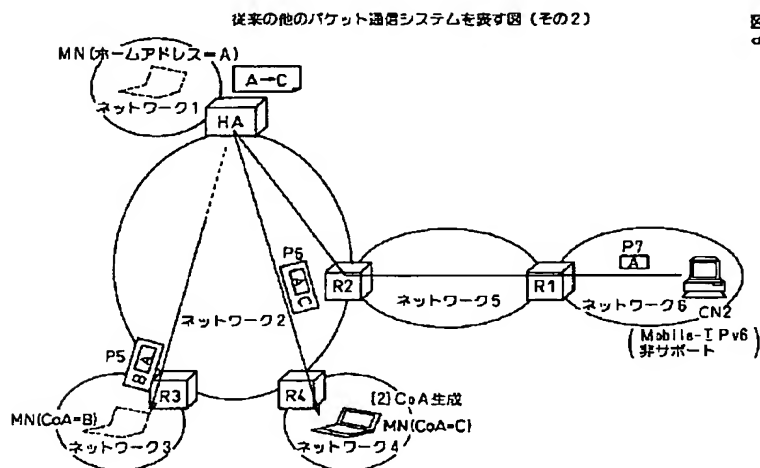 従来の他のパケット通信システムを表す図(その2)
図
MN(ホームアドレス=A)
A→C
ネットワーク1
HA
P6
A C
R2
ネットワーク5
R1
P7
A
ネットワーク6
CN2
(Mobile-IPv6
非サポート)
ネットワーク2
P5
B A
R3
R4
[2]CoA生成
MN(CoA=B)
MN(CoA=C)
ネットワーク3
ネットワーク4